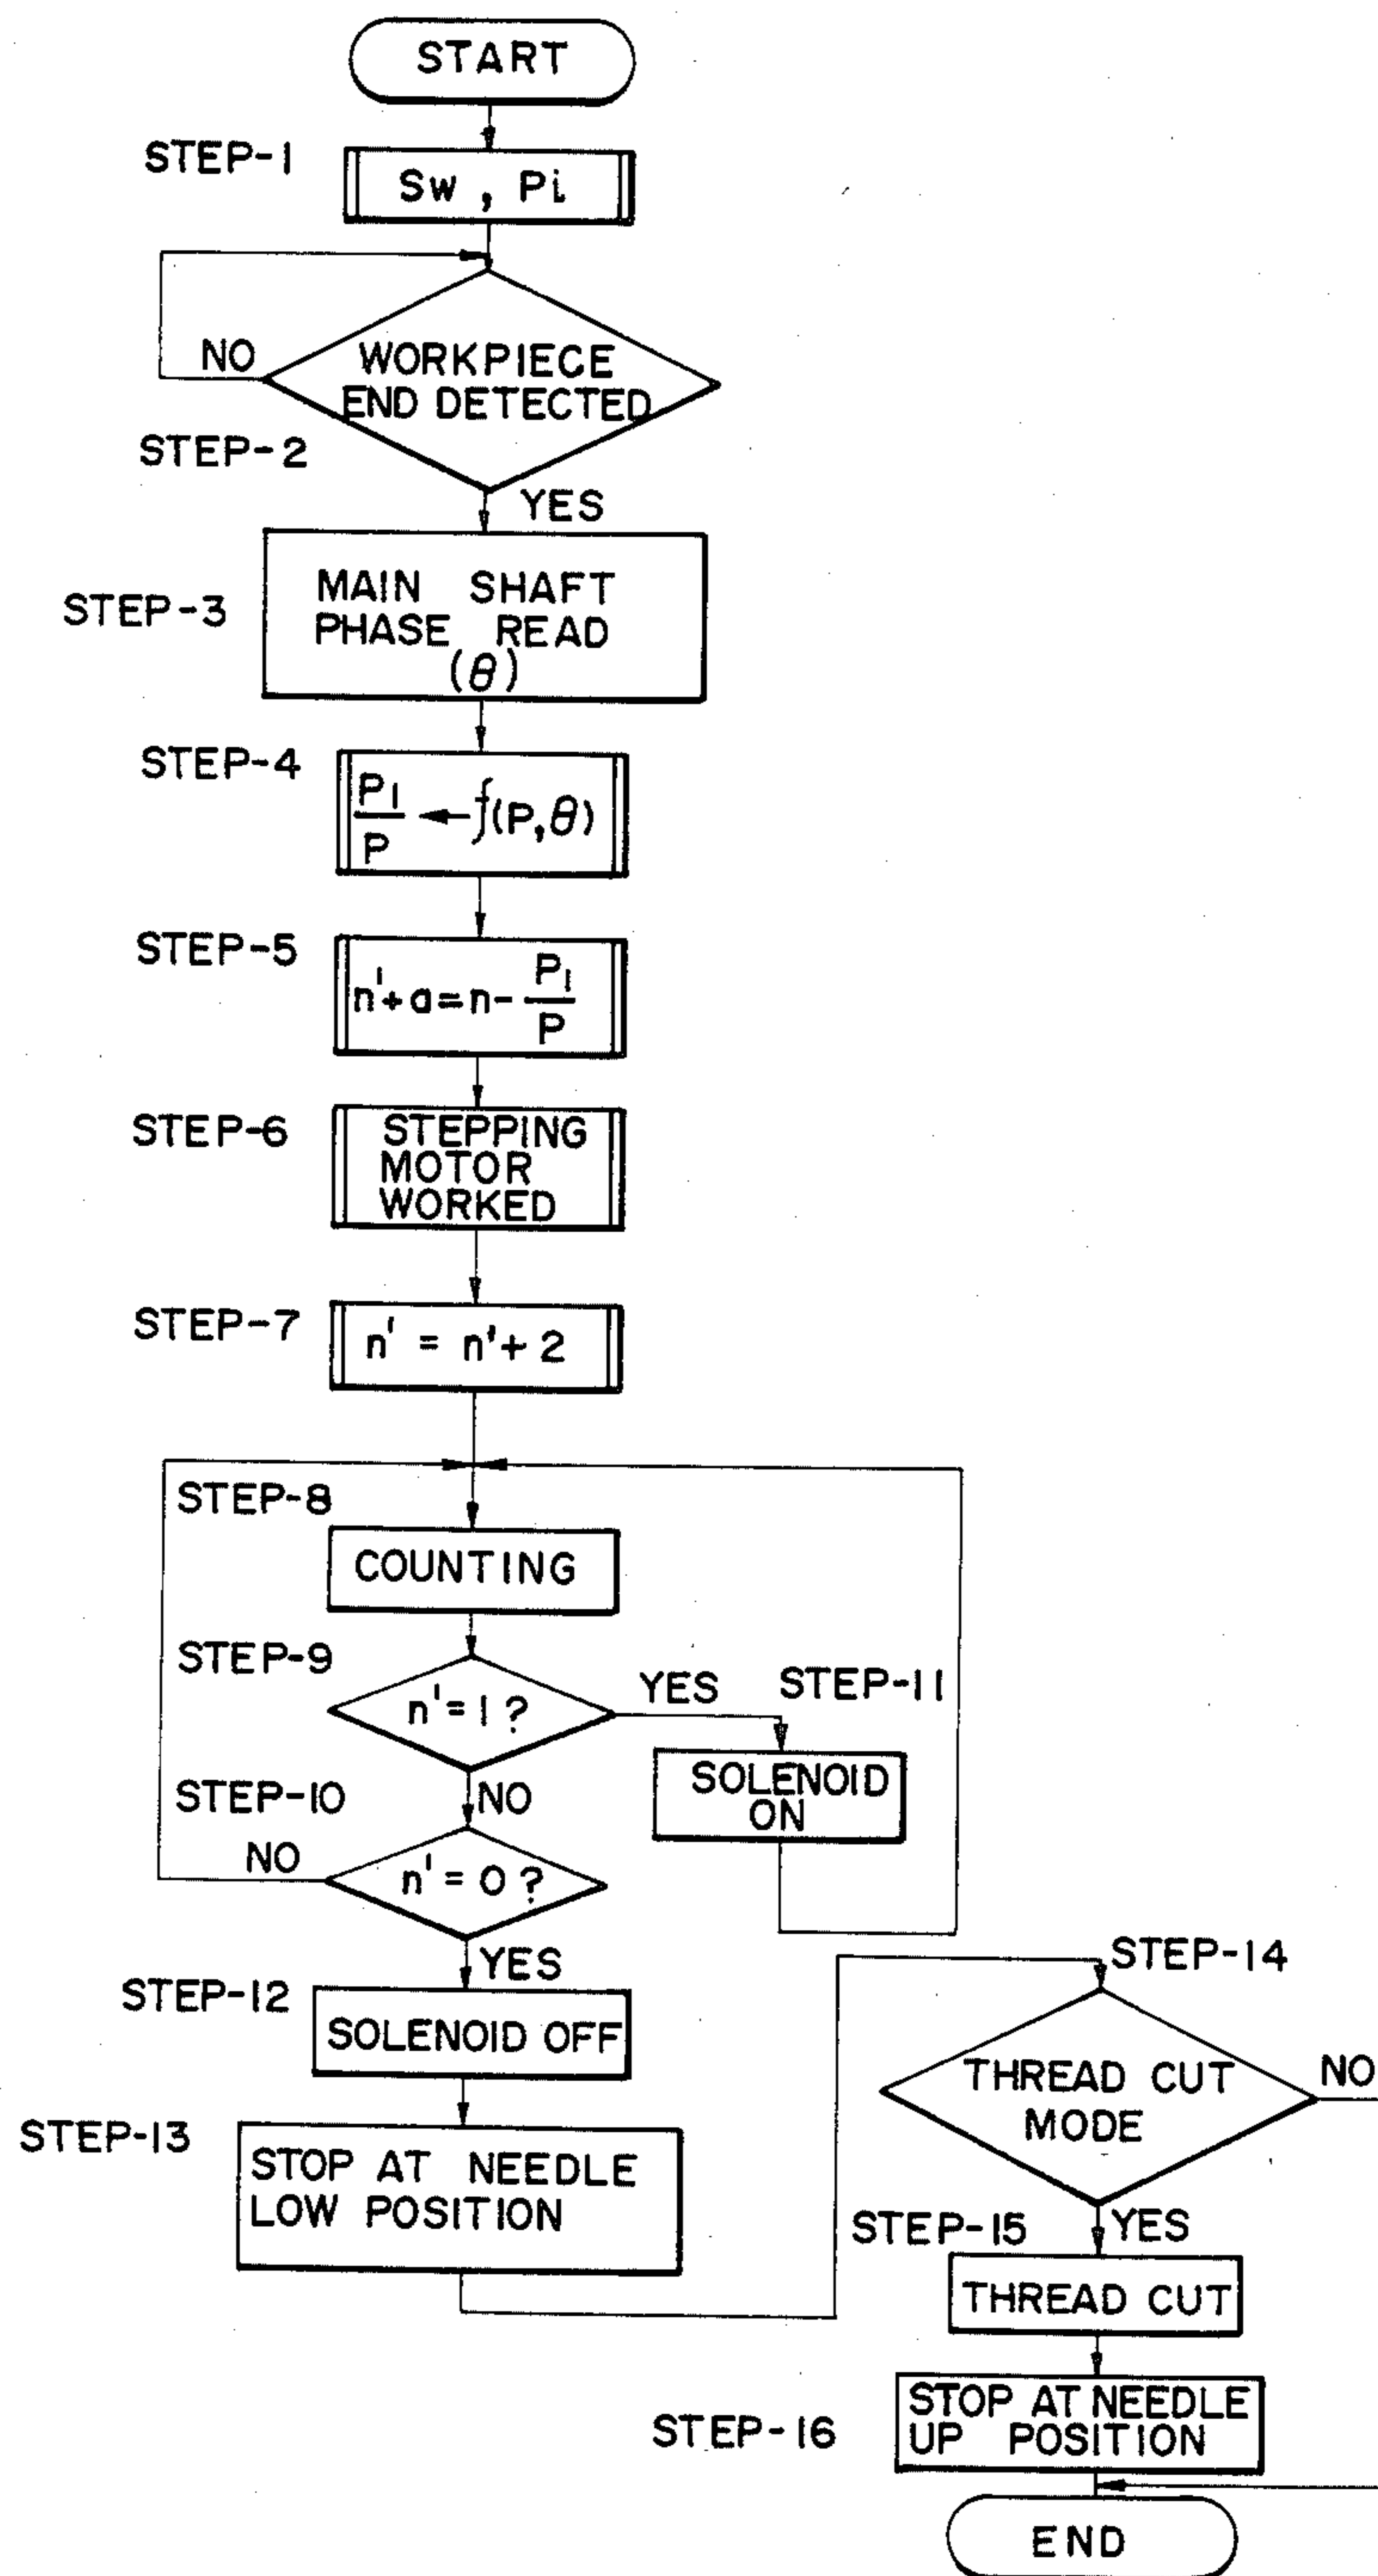 START
STEP-1
Sw , Pi
NO
WORKPIECE
END DETECTED
STEP-2
YES
STEP-3
MAIN SHAFT
PHASE READ
(θ)
STEP-4
P1/P ← f(P,θ)
STEP-5
n'+a=n-P1/P
STEP-6
STEPPING
MOTOR
WORKED
STEP-7
n' = n'+2
STEP-8
COUNTING
STEP-9
n'=1?
YES
STEP-11
SOLENOID
ON
STEP-10
NO
NO
n'=0?
YES
STEP-12
SOLENOID OFF
STEP-13
STOP AT NEEDLE
LOW POSITION
STEP-14
THREAD CUT
MODE
NO
STEP-15
YES
THREAD CUT
STEP-16
STOP AT NEEDLE
UP POSITION
END